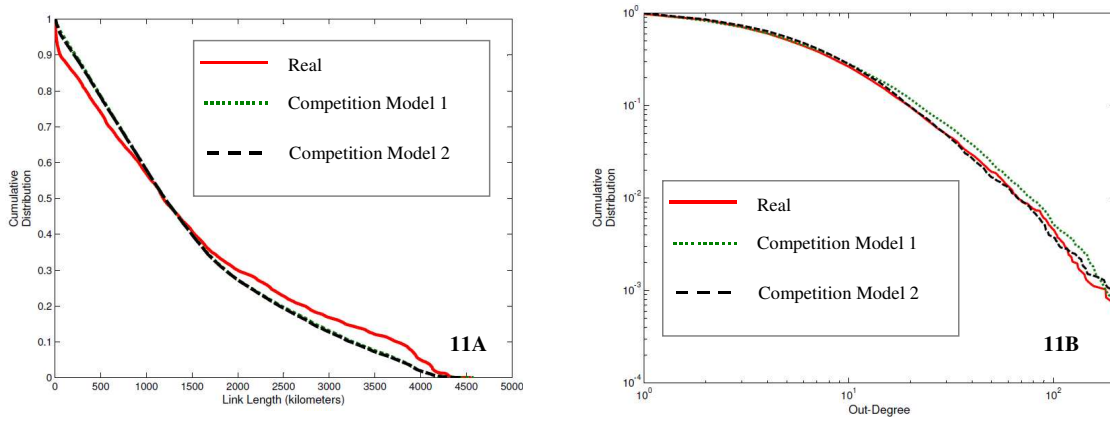 1
0.9
0.8
0.7
0.6
0.5
0.4
0.3
0.2
0.1
0
Cumulative
Distribution
Real
Competition Model 1
Competition Model 2
11A
0 500 1000 1500 2000 2500 3000 3500 4000 4500 5000
Link Length (kilometers)
10^0
10^-1
10^-2
10^-3
10^-4
Cumulative
Distribution
Real
Competition Model 1
Competition Model 2
11B
10^0 10^1 10^2
Out-Degree